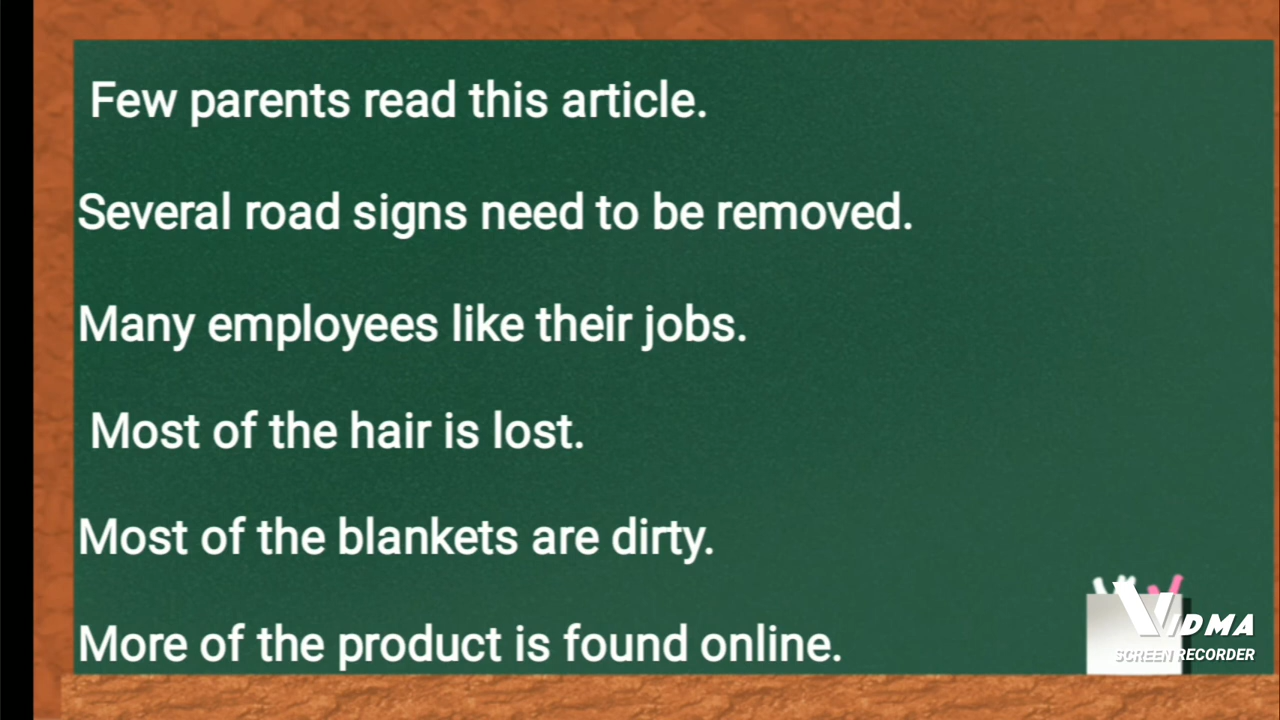 Few parents read this article.
Several road signs need to be removed.
Many employees like their jobs.
Most of the hair is lost.
Most of the blankets are dirty.
More of the product is found online.
VIDMA
SCREEN RECORDER